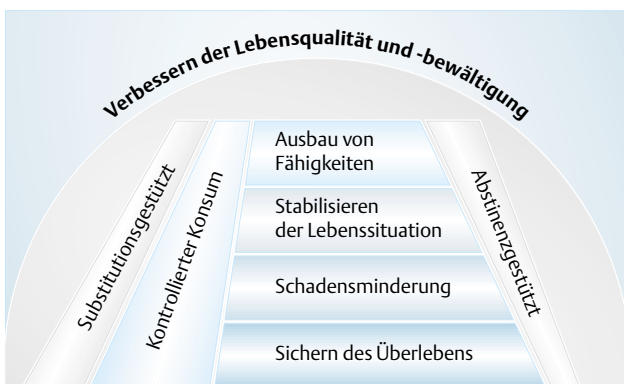 Verbessern der Lebensqualität und -bewältigung
Substitutionsgestützt
Kontrollierter Konsum
Ausbau von
Fähigkeiten
Stabilisieren
der Lebenssituation
Schadensminderung
Sichern des Überlebens
Abstinenzgestützt